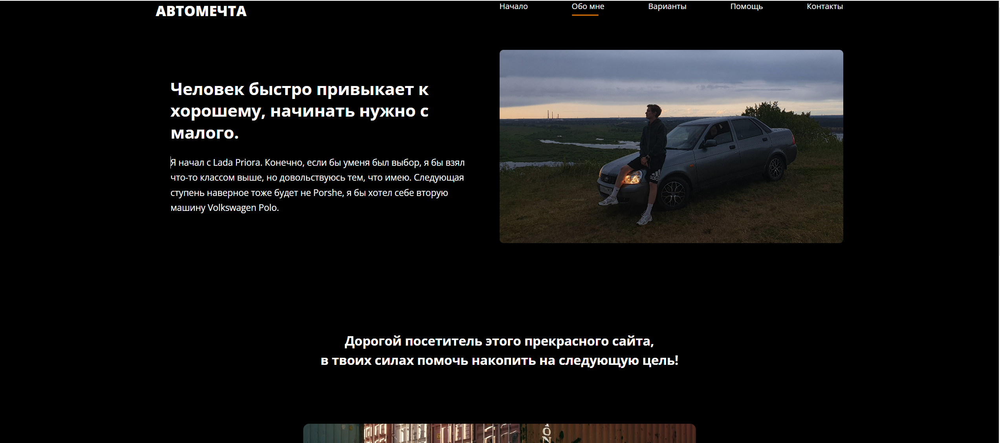 АВТОМЕЧТА
Начало Обо мне Варианты Помощь Контакты
Человек быстро привыкает к
хорошему, начинать нужно с
малого.
Я начал с Lada Priora. Конечно, если бы уменя был выбор, я бы взял
что-то классом выше, но довольствуюсь тем, что имею. Следующая
ступень наверное тоже будет не Porshe, я бы хотел себе вторую
машину Volkswagen Polo.
adidas
Дорогой посетитель этого прекрасного сайта,
в твоих силах помочь накопить на следующую цель!